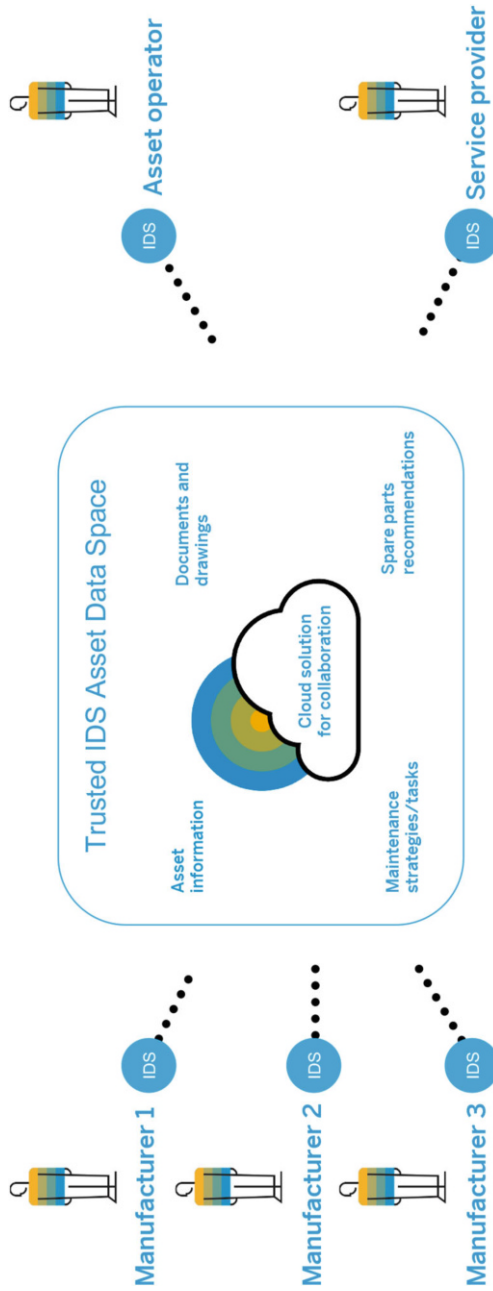 Trusted IDS Asset Data Space
Manufacturer 1
IDS
Manufacturer 2
IDS
Manufacturer 3
IDS
Asset
information
Documents and
drawings
Cloud solution
for collaboration
Maintenance
strategies/tasks
Spare parts
recommendations
IDS
Asset operator
IDS
Service provider